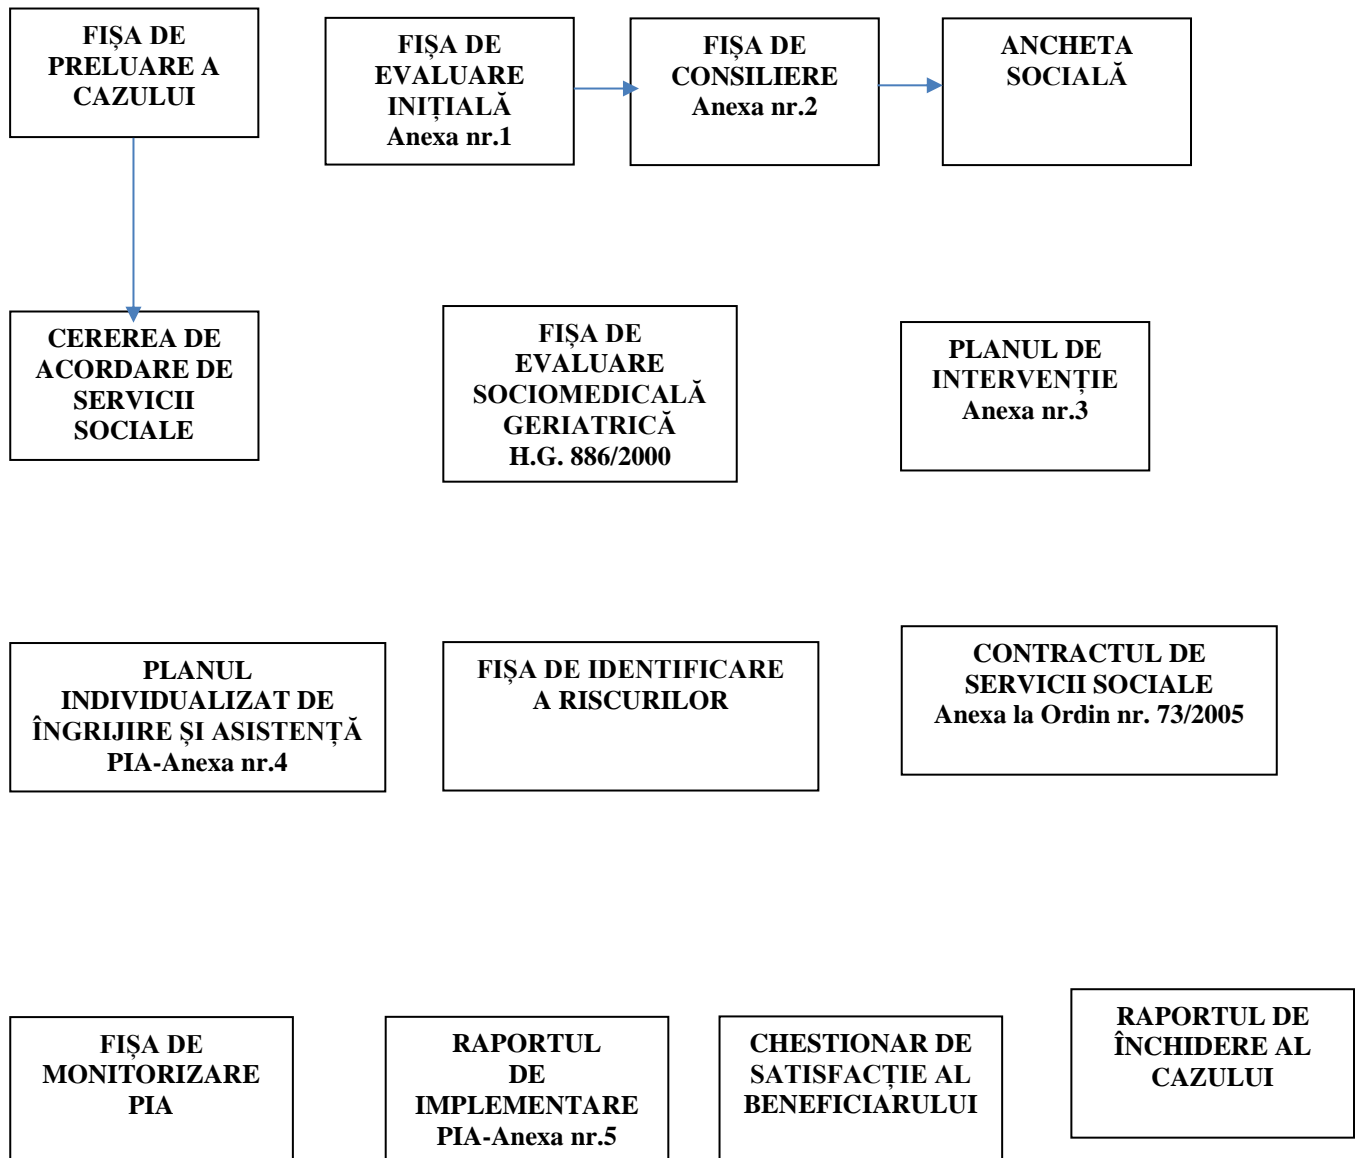 FIȘA DE
PRELUARE A
CAZULUI
FIȘA DE
EVALUARE
INIȚIALĂ
Anexa nr.1
FIȘA DE
CONSILIERE
Anexa nr.2
ANCHETA
SOCIALĂ
CEREREA DE
ACORDARE DE
SERVICII
SOCIALE
FIȘA DE
EVALUARE
SOCIOMEDICALĂ
GERIATRICĂ
H.G. 886/2000
PLANUL DE
INTERVENȚIE
Anexa nr.3
PLANUL
INDIVIDUALIZAT DE
ÎNGRIJIRE ȘI ASISTENȚĂ
PIA-Anexa nr.4
FIȘA DE IDENTIFICARE
A RISCURILOR
CONTRACTUL DE
SERVICII SOCIALE
Anexa la Ordin nr. 73/2005
FIȘA DE
MONITORIZARE
PIA
RAPORTUL
DE
IMPLEMENTARE
PIA-Anexa nr.5
CHESTIONAR DE
SATISFACȚIE AL
BENEFICIARULUI
RAPORTUL DE
ÎNCHIDERE AL
CAZULUI